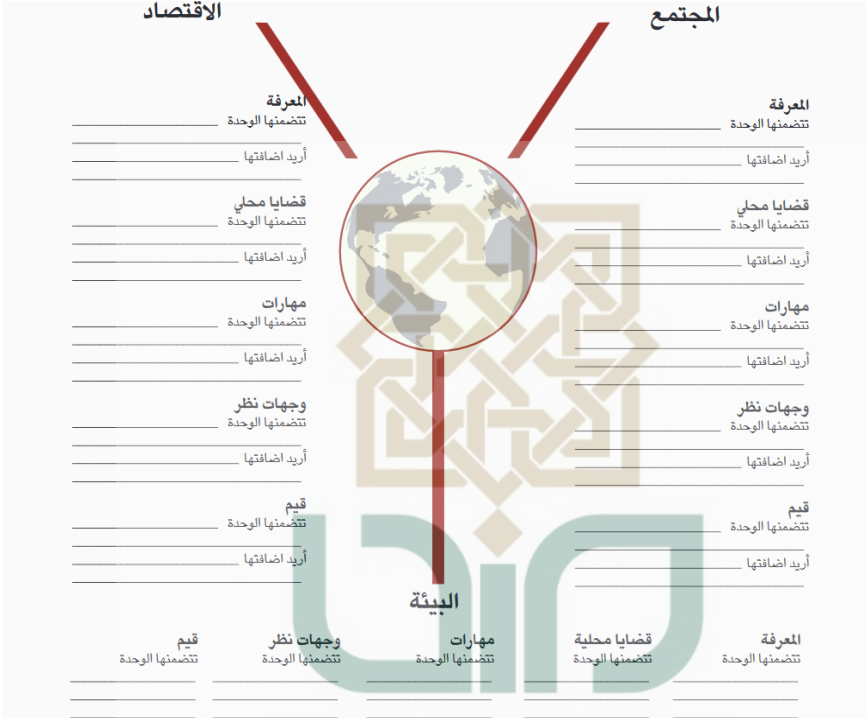 المجتمع
المعرفة
تتضمنها الوحدة
أريد اضافتها
قضايا محلي
تتضمنها الوحدة
أريد اضافتها
مهارات
تتضمنها الوحدة
أريد اضافتها
وجهات نظر
تتضمنها الوحدة
أريد اضافتها
قيم
تتضمنها الوحدة
أريد اضافتها
الاقتصاد
المعرفة
تتضمنها الوحدة
أريد اضافتها
قضايا محلي
تتضمنها الوحدة
أريد اضافتها
مهارات
تتضمنها الوحدة
أريد اضافتها
وجهات نظر
تتضمنها الوحدة
أريد اضافتها
قيم
تتضمنها الوحدة
أريد اضافتها
البيئة
المعرفة
تتضمنها الوحدة
قضايا محلية
تتضمنها الوحدة
مهارات
تتضمنها الوحدة
وجهات نظر
تتضمنها الوحدة
قيم
تتضمنها الوحدة